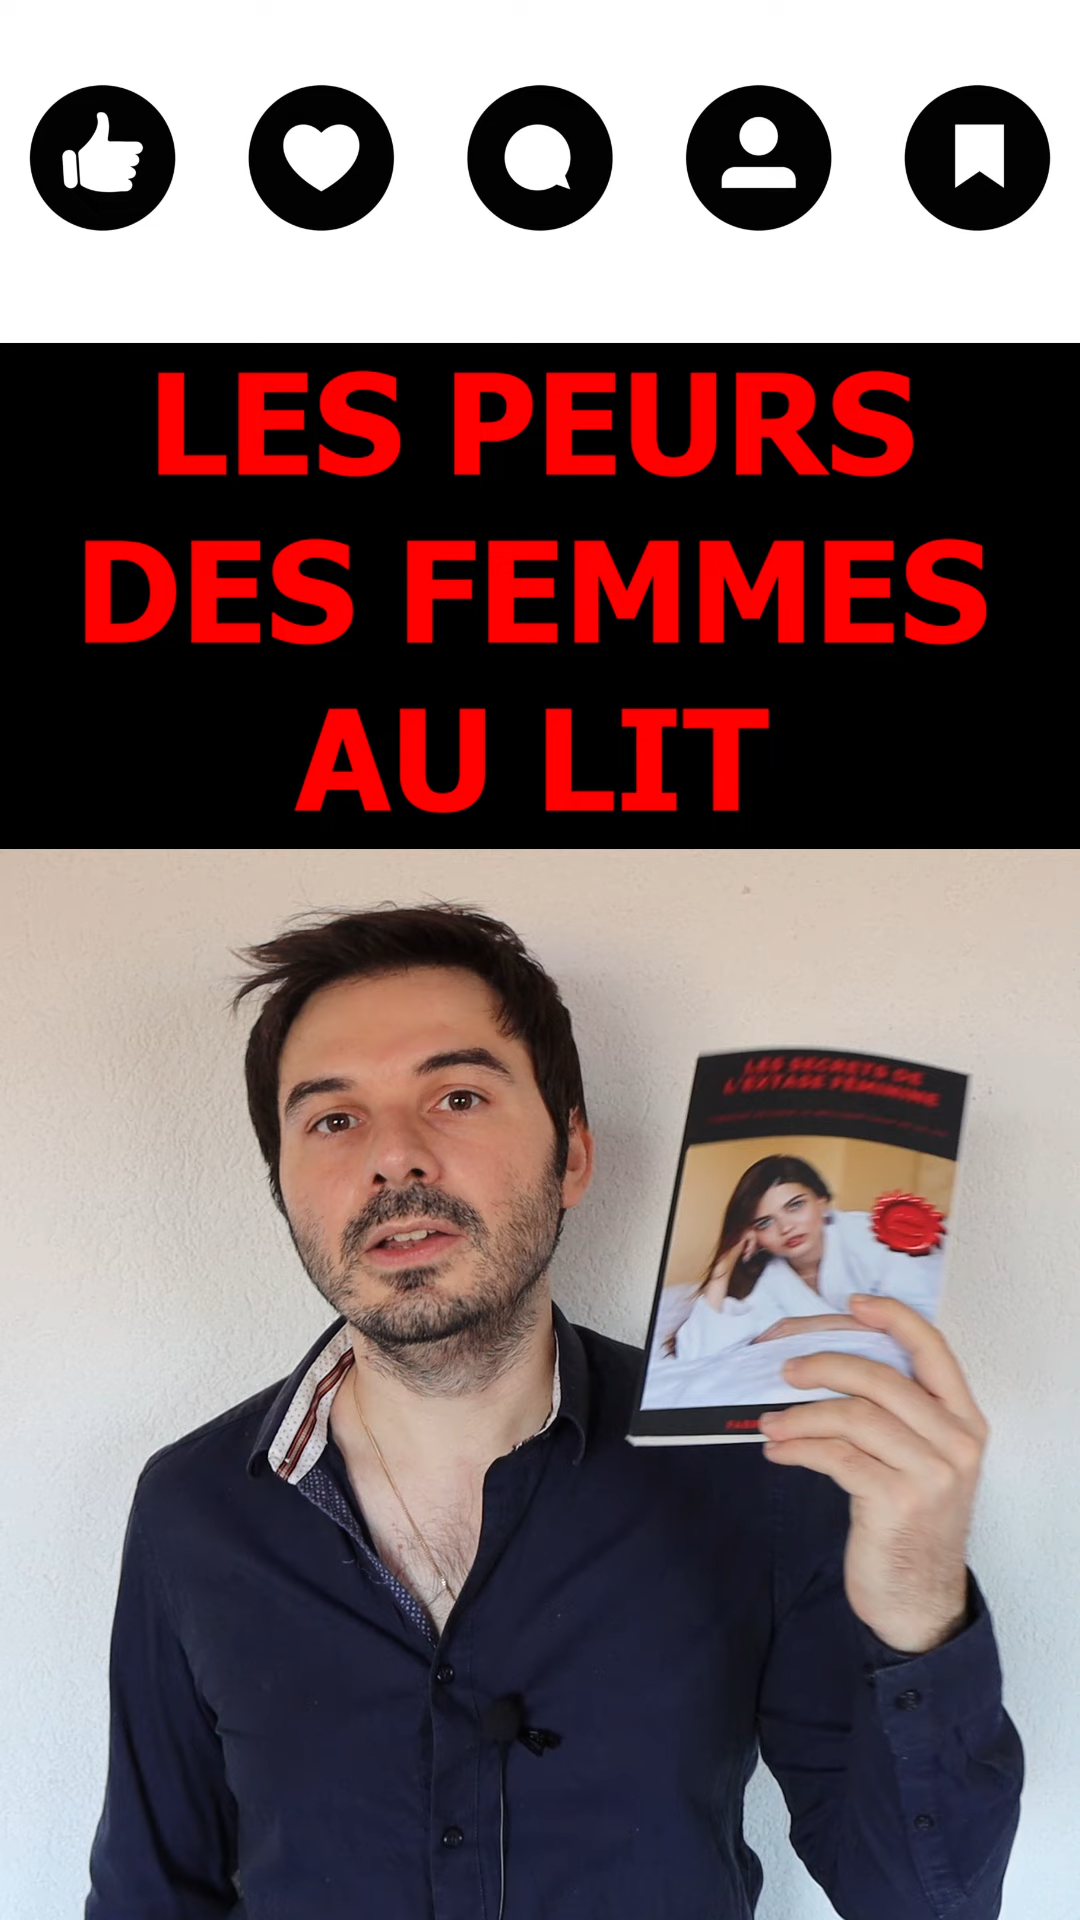 LES PEURS
DES FEMMES
AU LIT
LES SECRETS DE
L'EXTASE FÉMININE